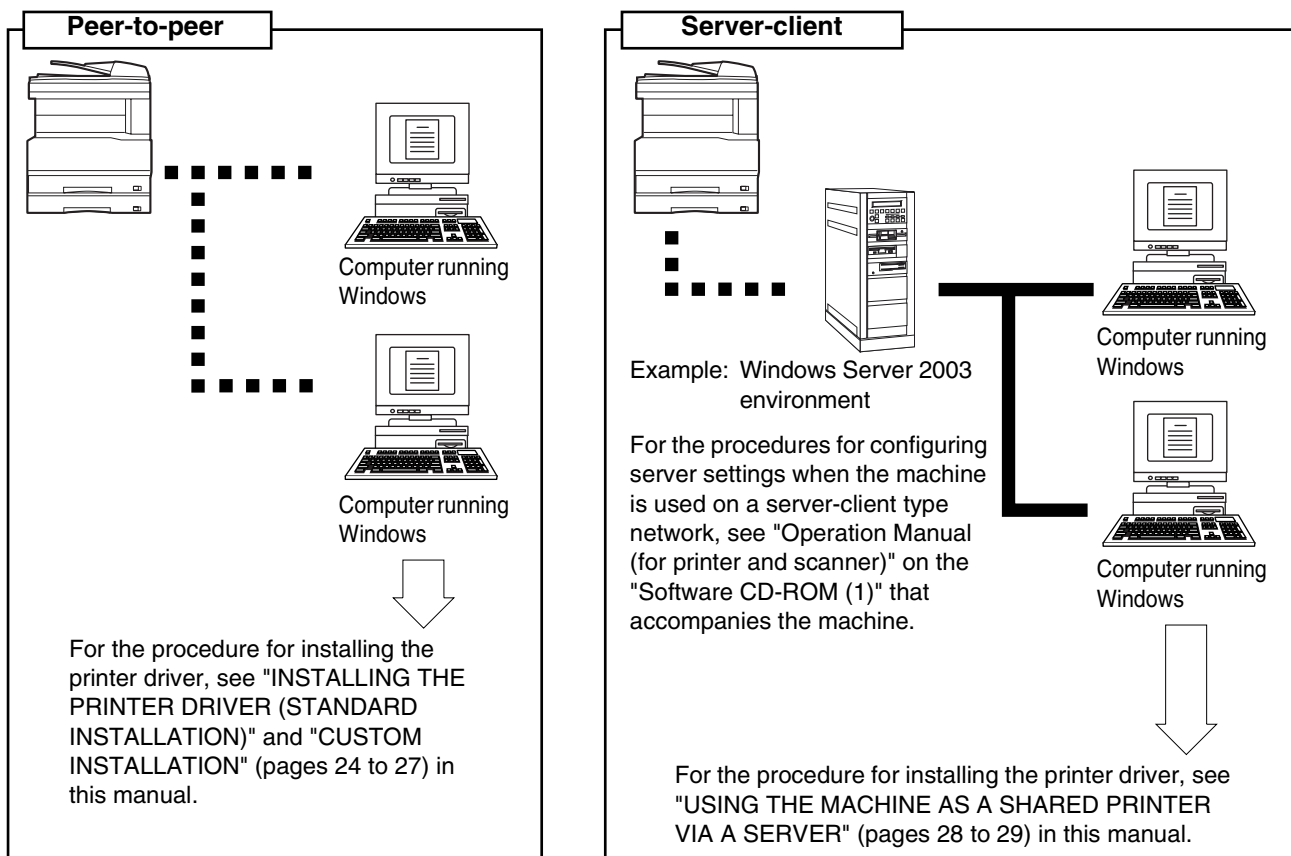 Peer-to-peer
Computer running
Windows
Computer running
Windows
For the procedure for installing the
printer driver, see "INSTALLING THE
PRINTER DRIVER (STANDARD
INSTALLATION)" and "CUSTOM
INSTALLATION" (pages 24 to 27) in
this manual.
Server-client
Example: Windows Server 2003
environment
For the procedures for configuring
server settings when the machine
is used on a server-client type
network, see "Operation Manual
(for printer and scanner)" on the
"Software CD-ROM (1)" that
accompanies the machine.
Computer running
Windows
Computer running
Windows
For the procedure for installing the printer driver, see
"USING THE MACHINE AS A SHARED PRINTER
VIA A SERVER" (pages 28 to 29) in this manual.